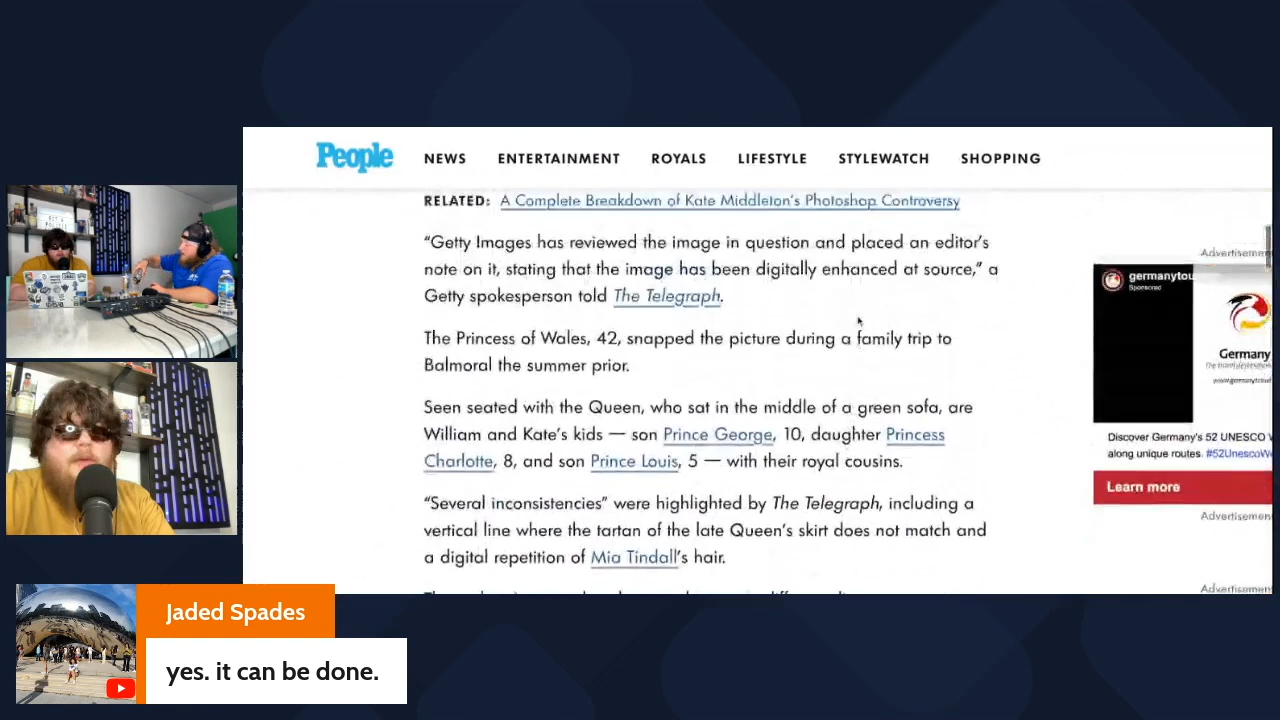 People
NEWS ENTERTAINMENT ROYALS LIFESTYLE STYLEWATCH SHOPPING
RELATED: A Complete Breakdown of Kate Middleton's Photoshop Controversy
“Getty Images has reviewed the image in question and placed an editor's
note on it, stating that the image has been digitally enhanced at source,” a
Getty spokesperson told The Telegraph.
The Princess of Wales, 42, snapped the picture during a family trip to
Balmoral the summer prior.
Seen seated with the Queen, who sat in the middle of a green sofa, are
William and Kate's kids — son Prince George, 10, daughter Princess
Charlotte, 8, and son Prince Louis, 5 — with their royal cousins.
“Several inconsistencies” were highlighted by The Telegraph, including a
vertical line where the tartan of the late Queen's skirt does not match and
a digital repetition of Mia Tindall's hair.
Advertisemen
germanytou
Sponsored
Germany
Discover Germany's 52 UNESCO
along unique routes. #52UnescoW
Learn more
Advertisemen
Advertisemen
Jaded Spades
yes. it can be done.